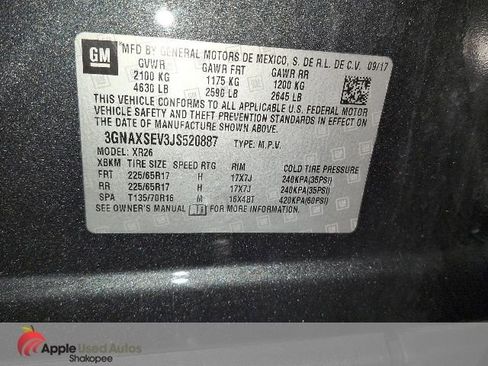 GM
MFD BY GENERAL MOTORS DE MEXICO, S. DE R.L. DE C.V. 09/17
GVWR GAWR FRT GAWR RR
2100 KG 1175 KG 1200 KG
4630 LB 2590 LB 2645 LB
THIS VEHICLE CONFORMS TO ALL APPLICABLE U.S. FEDERAL MOTOR
VEHICLE SAFETY AND THEFT PREVENTION STANDARDS IN EFFECT ON
THE DATE OF MANUFACTURE SHOWN ABOVE.
3GNAXSEV3JS520887 TYPE: M.P.V.
MODEL: XR26
XBKM TIRE SIZE SPEED RTG RIM COLD TIRE PRESSURE
FRT 225/65R17 H 17X7J 240KPA(35PSI)
RR 225/65R17 H 17X7J 240KPA(35PSI)
SPA T135/70R16 M 16X4BT 420KPA(60PSI)
SEE OWNER'S MANUAL FOR MORE INFORMATION.
Apple Used Autos
Shakopee